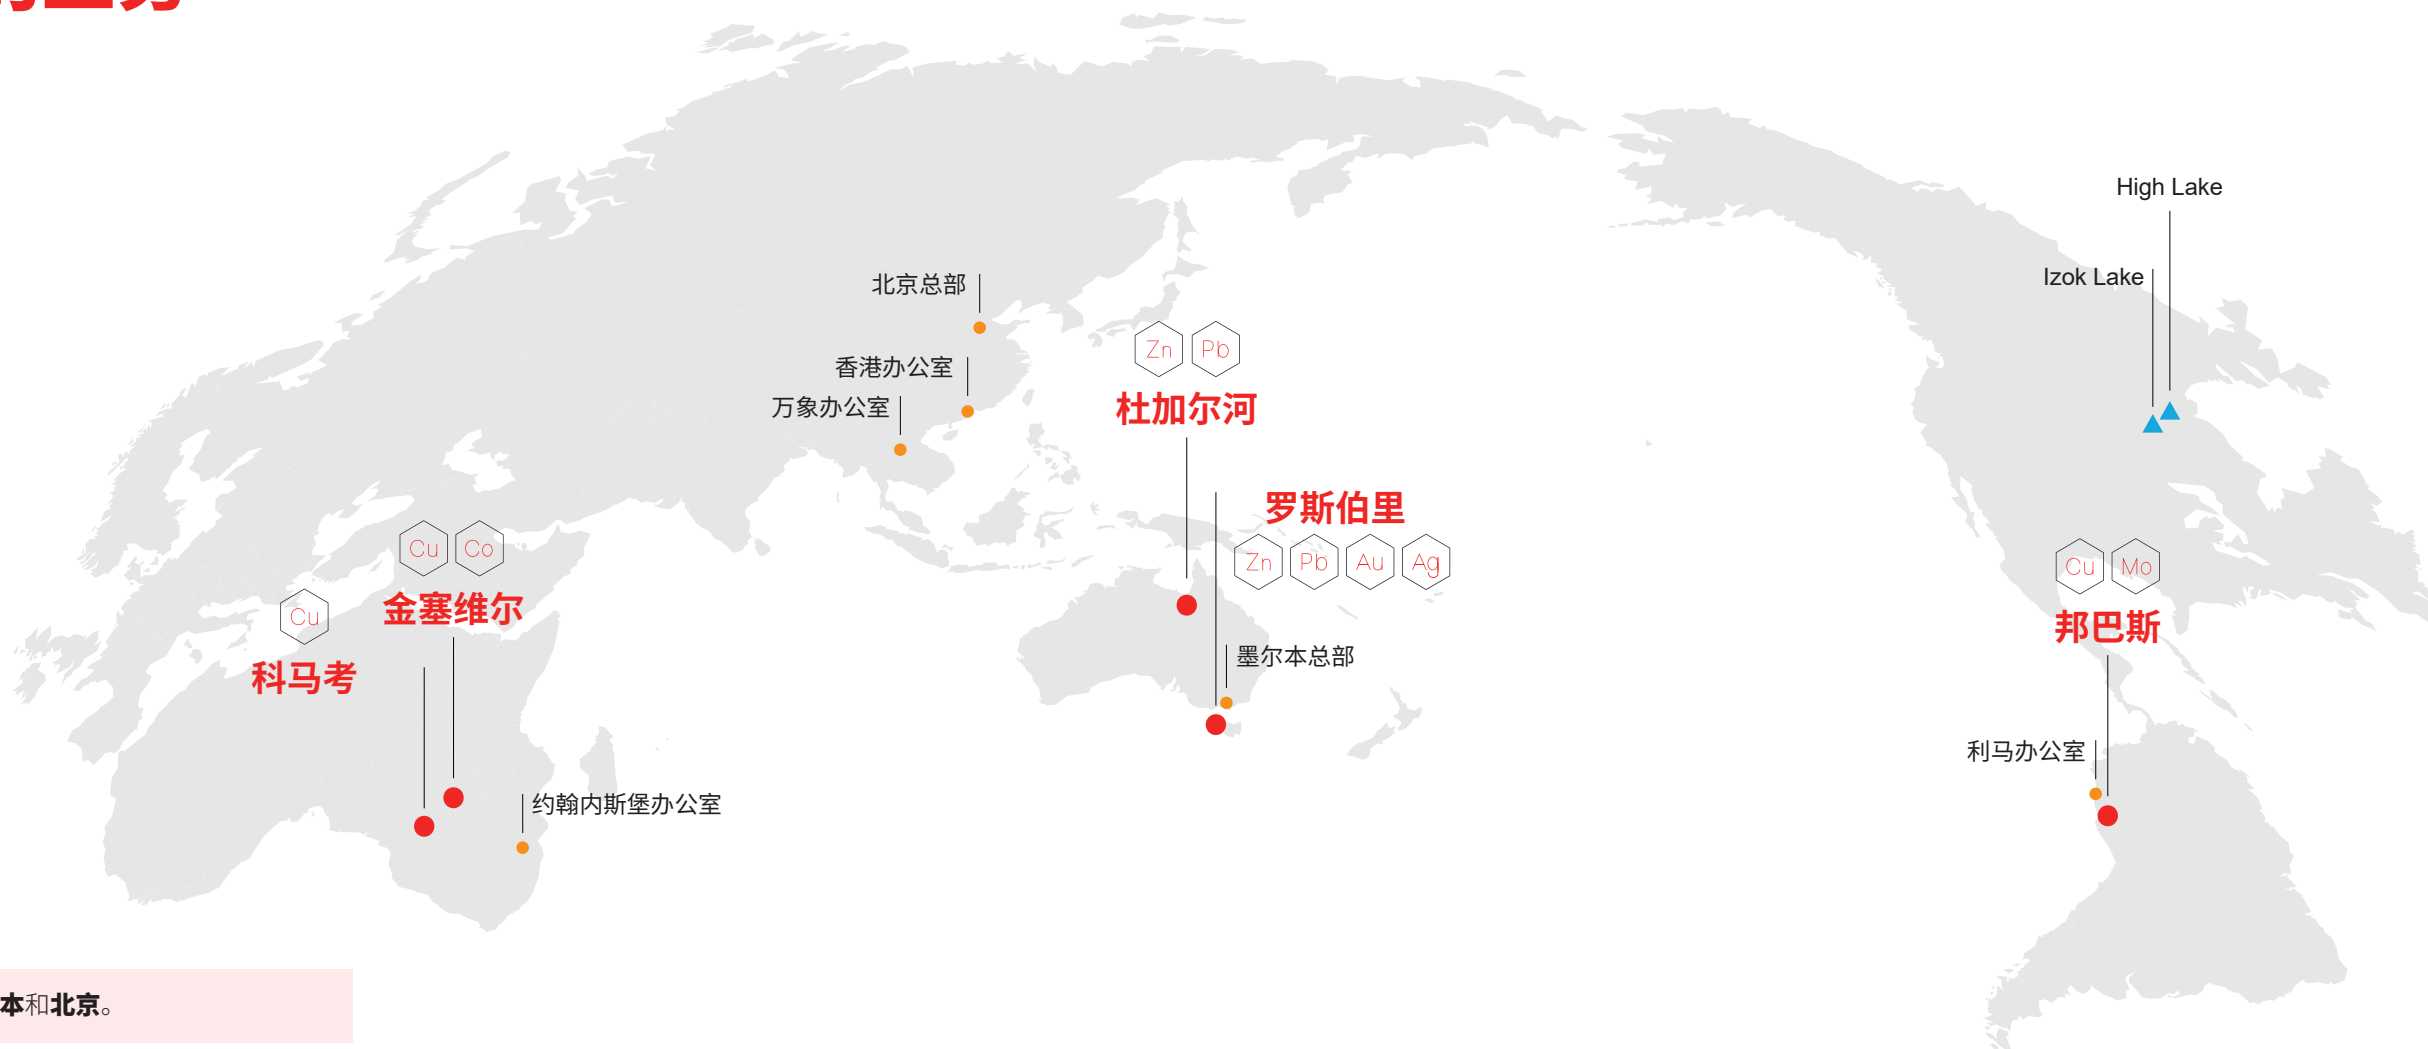 High Lake
Izok Lake
北京总部
香港办公室
万象办公室
Zn Pb
杜加尔河
罗斯伯里
Zn Pb Au Ag
墨尔本总部
Cu Co
金塞维尔
Cu
科马考
约翰内斯堡办公室
Cu Mo
邦巴斯
利马办公室
本和北京。